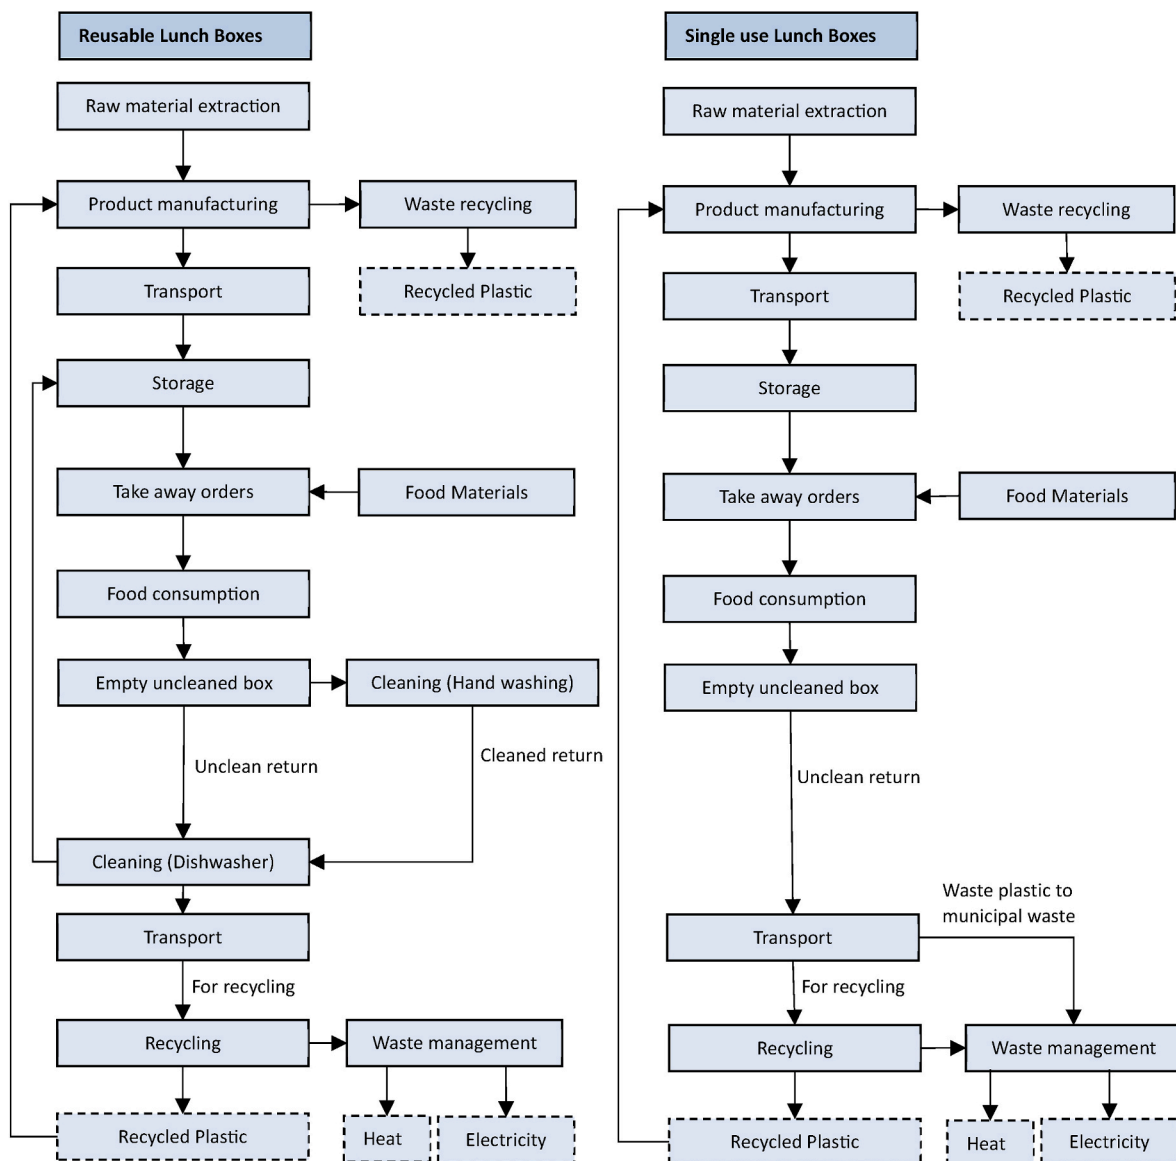 Reusable Lunch Boxes
Raw material extraction
Product manufacturing
Waste recycling
Transport
Recycled Plastic
Storage
Take away orders
Food Materials
Food consumption
Empty uncleaned box
Cleaning (Hand washing)
Unclean return
Cleaned return
Cleaning (Dishwasher)
Transport
For recycling
Recycling
Waste management
Recycled Plastic
Heat
Electricity
Single use Lunch Boxes
Raw material extraction
Product manufacturing
Waste recycling
Transport
Recycled Plastic
Storage
Take away orders
Food Materials
Food consumption
Empty uncleaned box
Unclean return
Waste plastic to
municipal waste
Transport
For recycling
Recycling
Waste management
Recycled Plastic
Heat
Electricity